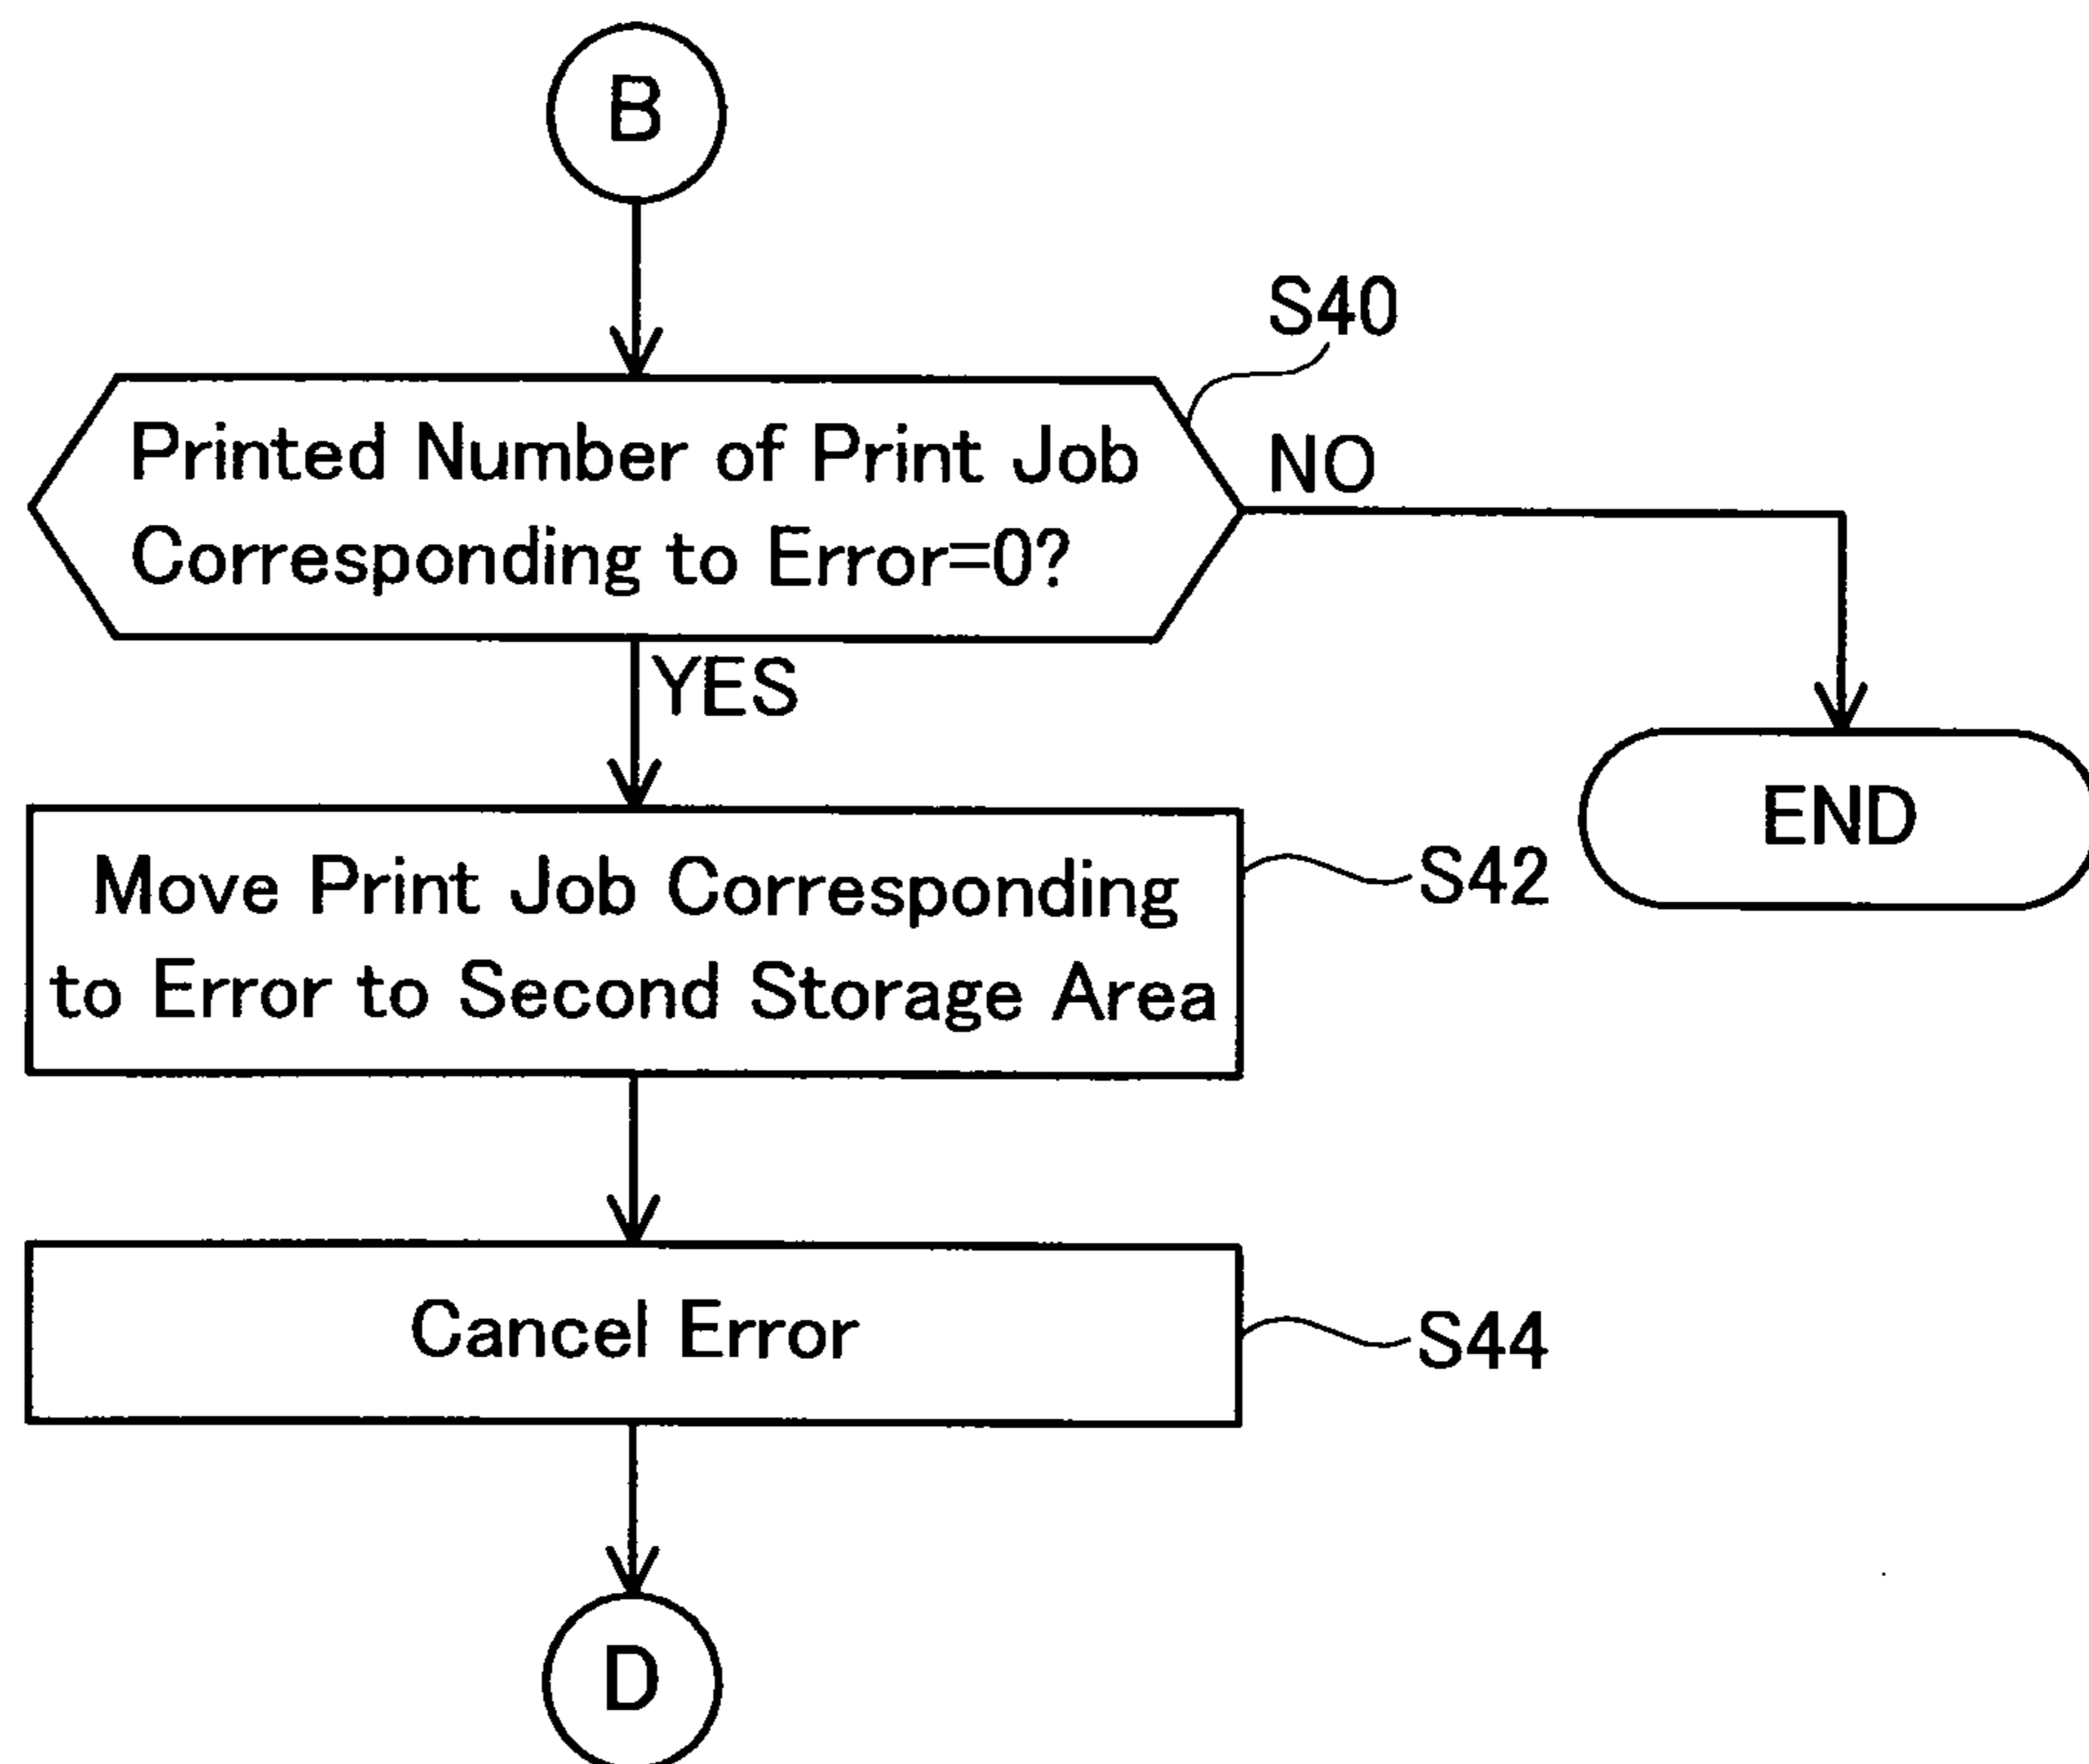 B
S40
Printed Number of Print Job
Corresponding to Error=0?
NO
YES
END
Move Print Job Corresponding
to Error to Second Storage Area
S42
Cancel Error
S44
D